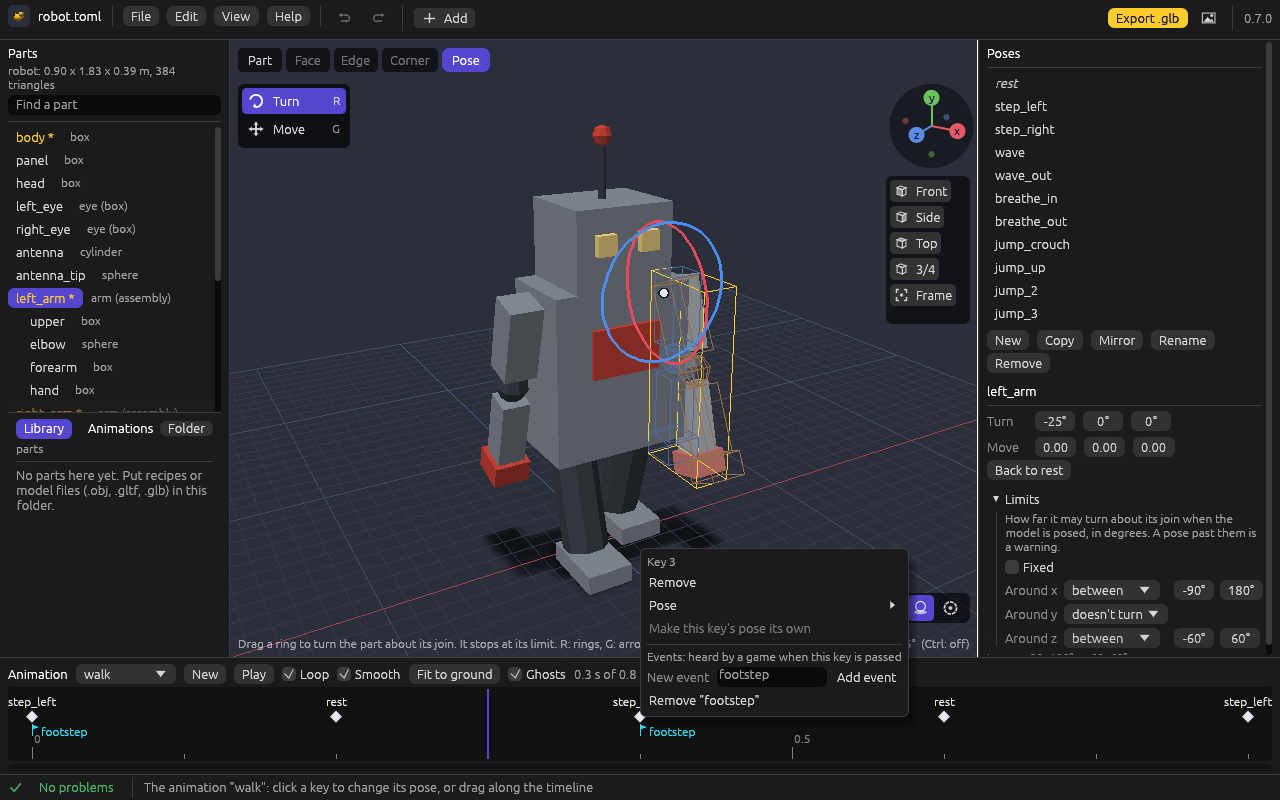 robot.toml File Edit View Help + Add Export .glb 0.7.0
Parts
robot: 0.90 x 1.83 x 0.39 m, 384
triangles
Find a part
body * box
panel box
head box
left_eye eye (box)
right_eye eye (box)
antenna cylinder
antenna_tip sphere
left_arm * arm (assembly)
upper box
elbow sphere
forearm box
hand box
right_arm * arm (assembly)
Library Animations Folder
parts
No parts here yet. Put recipes or
model files (.obj, .gltf, .glb) in this
folder.
Part Face Edge Corner Pose
Turn R
Move G
y
x
z
Front
Side
Top
3/4
Frame
Drag a ring to turn the part about its join. It stops at its limit. R: rings, G: arro
(Ctrl: off)
Poses
rest
step_left
step_right
wave
wave_out
breathe_in
breathe_out
jump_crouch
jump_up
jump_2
jump_3
New Copy Mirror Rename
Remove
left_arm
Turn -25° 0° 0°
Move 0.00 0.00 0.00
Back to rest
Limits
How far it may turn about its join when the
model is posed, in degrees. A pose past them is
a warning.
Fixed
Around x between -90° 180°
Around y doesn't turn
Around z between -60° 60°
Key 3
Remove
Pose
Make this key's pose its own
Events: heard by a game when this key is passed
New event footstep Add event
Remove "footstep"
Animation walk New Play Loop Smooth Fit to ground Ghosts 0.3 s of 0.8
step_left rest step_ rest step_left
footstep footstep
0 0.5
No problems The animation "walk": click a key to change its pose, or drag along the timeline